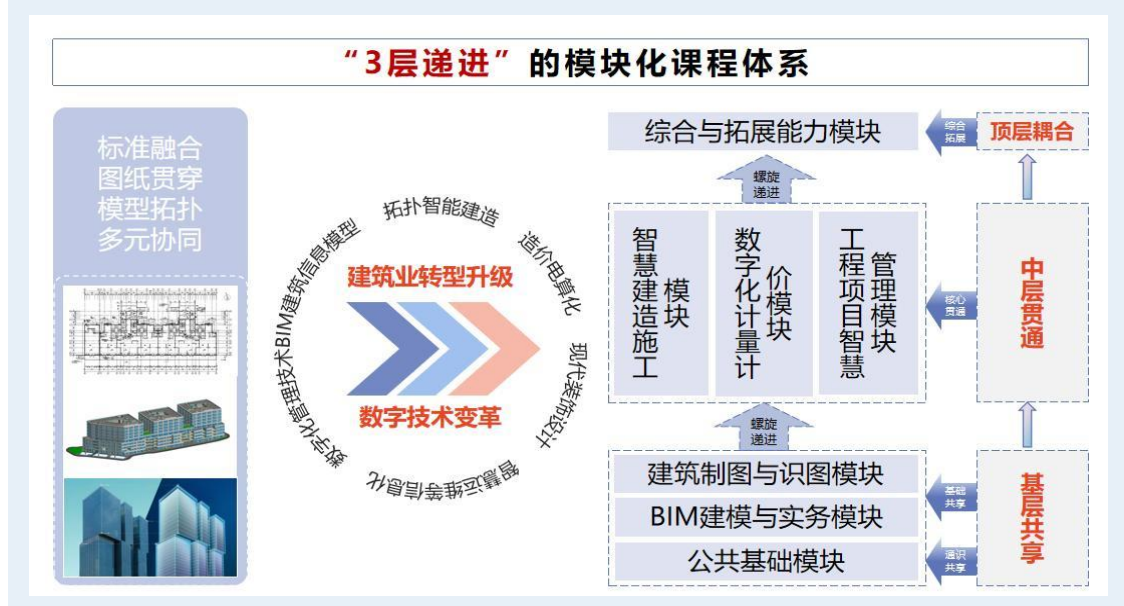 “3层递进”的模块化课程体系
标准融合
图纸贯穿
模型拓扑
多元协同
数字化管理技术BIM建筑信息模型
拓扑智能建造
造价电算化
现代装饰设计
智慧运维等信息化
建筑业转型升级
数字技术变革
综合与拓展能力模块
综合
拓展
顶层耦合
螺旋
递进
智慧建造施工
模块
数字化计量计
价模块
工程项目智慧
管理模块
核心
贯通
中层贯通
螺旋
递进
建筑制图与识图模块
BIM建模与实务模块
公共基础模块
基础
共享
通识
共享
基层共享